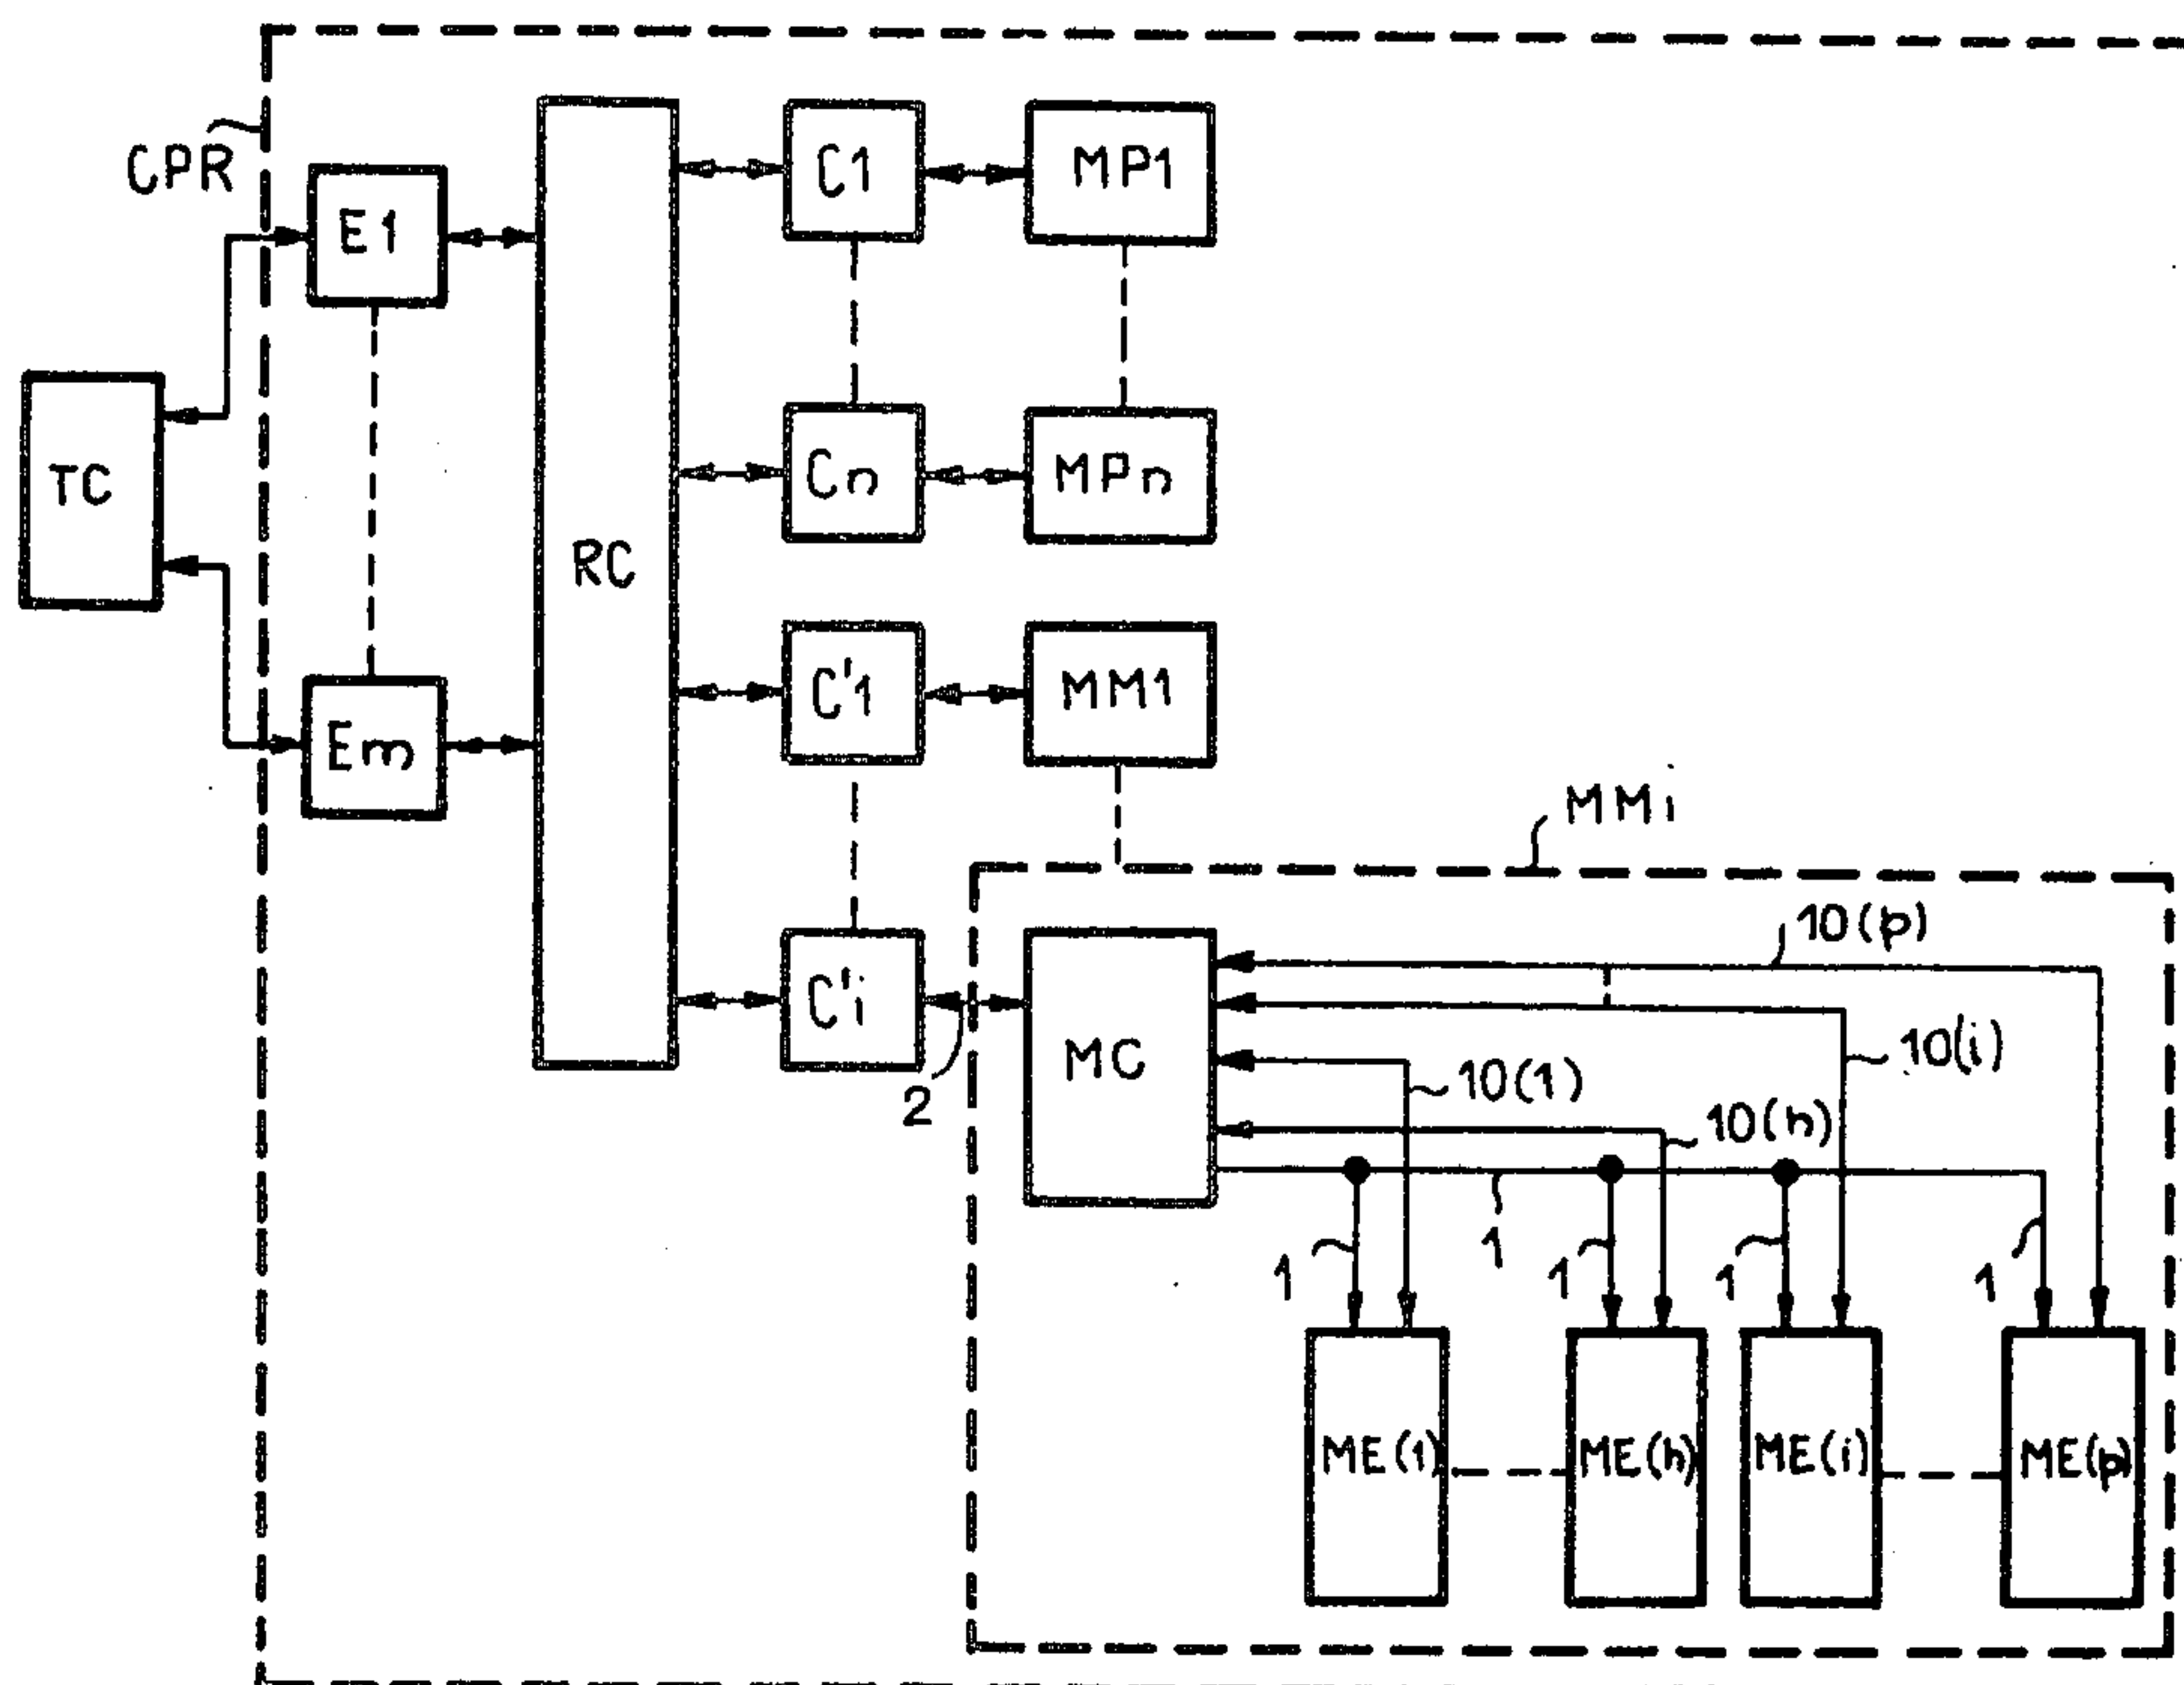 CPR
E1
C1
MP1
TC
RC
Cn
MPn
Em
C'1
MM1
MMi
C'i
2
MC
10(p)
10(i)
10(1)
10(h)
1
1
1
1
1
ME(1)
ME(h)
ME(i)
ME(p)